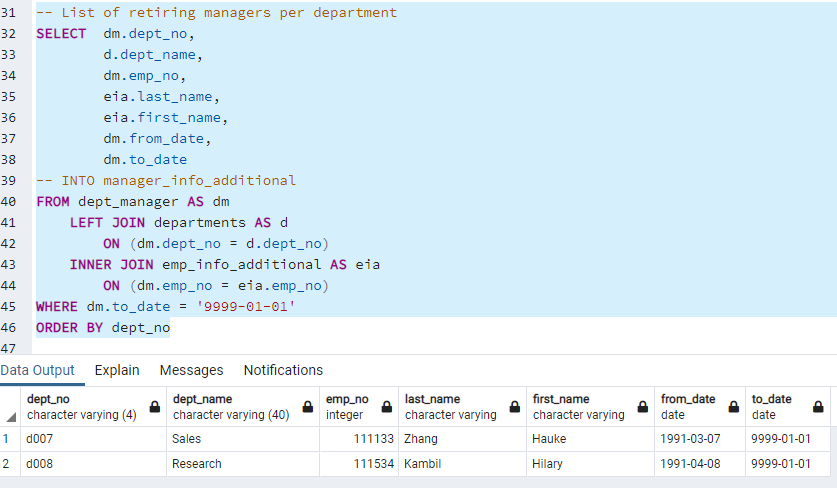 31 -- List of retiring managers per department
32 SELECT dm.dept_no,
33 d.dept_name,
34 dm.emp_no,
35 eia.last_name,
36 eia.first_name,
37 dm.from_date,
38 dm.to_date
39 -- INTO manager_info_additional
40 FROM dept_manager AS dm
41 LEFT JOIN departments AS d
42 ON (dm.dept_no = d.dept_no)
43 INNER JOIN emp_info_additional AS eia
44 ON (dm.emp_no = eia.emp_no)
45 WHERE dm.to_date = '9999-01-01'
46 ORDER BY dept_no
47
Data Output Explain Messages Notifications
dept_no dept_name emp_no last_name first_name from_date to_date
character varying (4) character varying (40) integer character varying character varying date date
1 d007 Sales 111133 Zhang Hauke 1991-03-07 9999-01-01
2 d008 Research 111534 Kambil Hilary 1991-04-08 9999-01-01